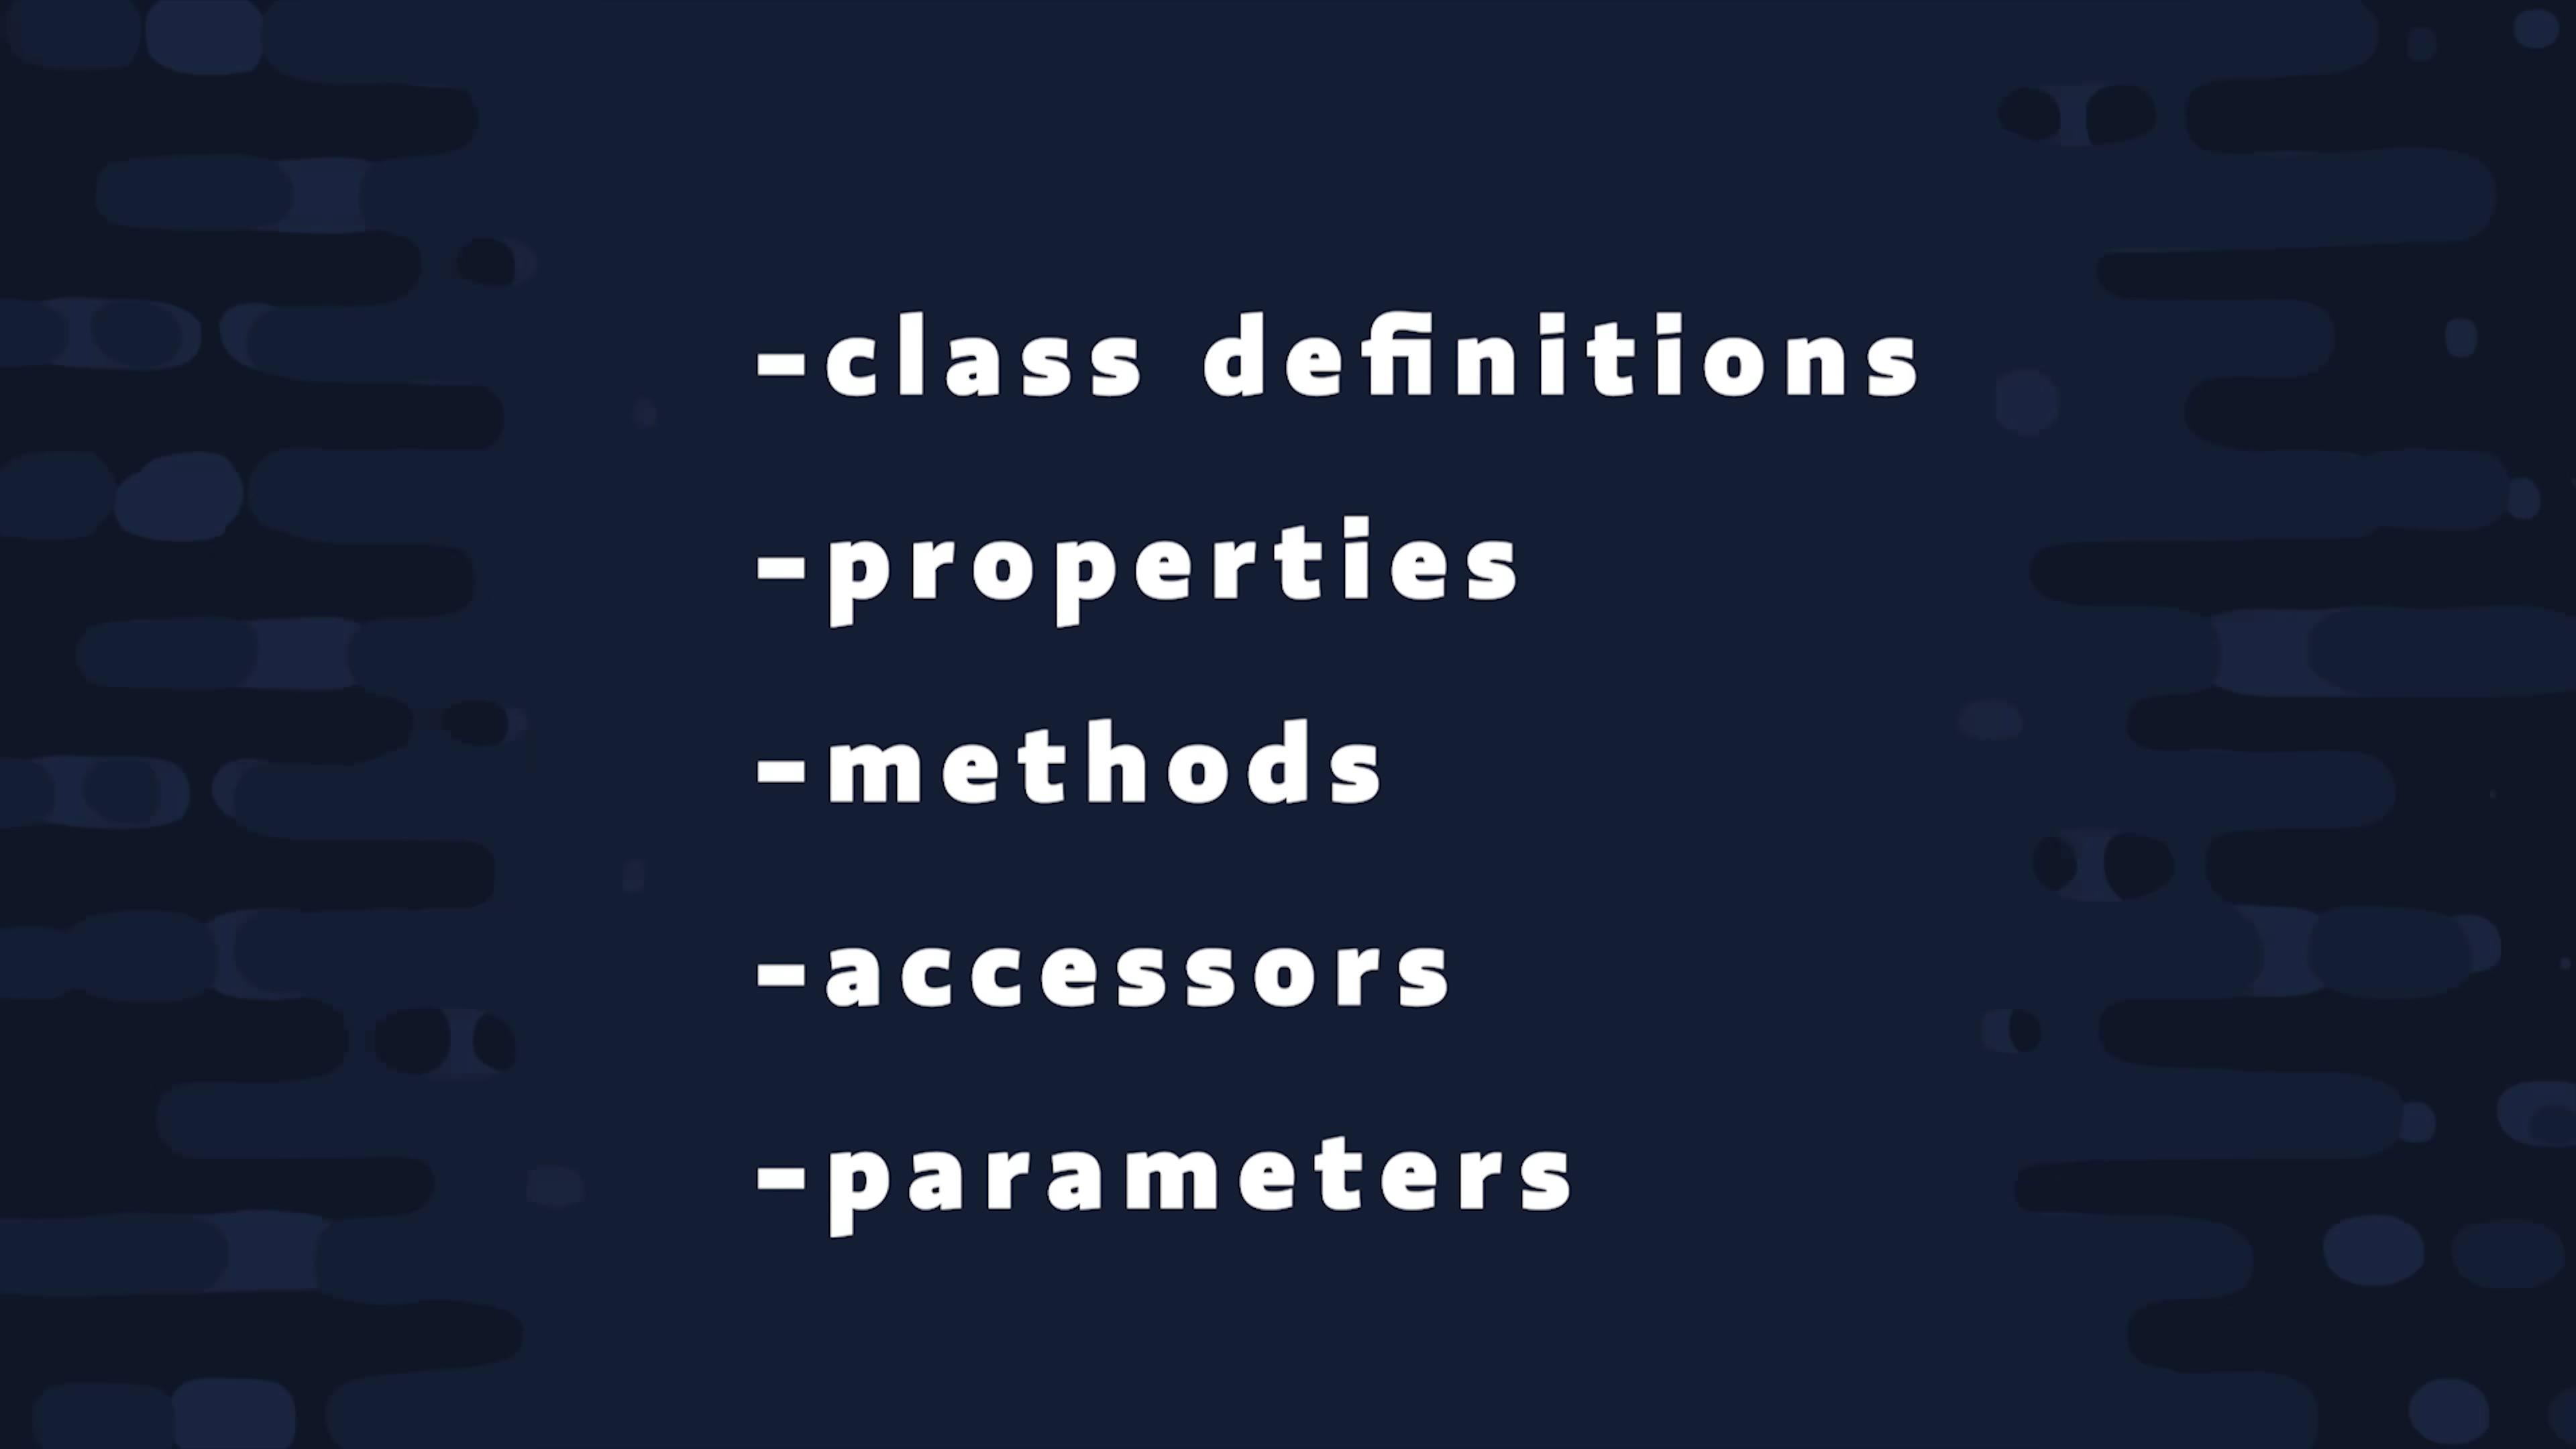 -class definitions
-properties
-methods
-accessors
-parameters